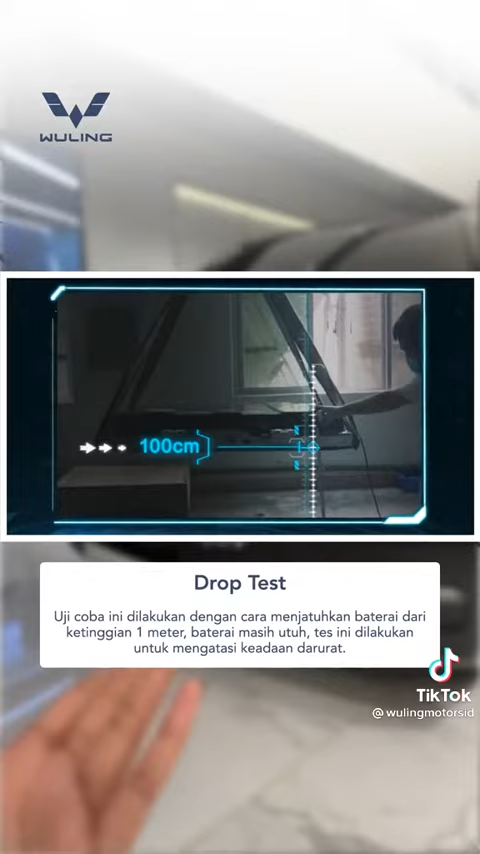 WULING
100cm
Drop Test
Uji coba ini dilakukan dengan cara menjatuhkan baterai dari
ketinggian 1 meter, baterai masih utuh, tes ini dilakukan
untuk mengatasi keadaan darurat.
TikTok
@wulingmotorsid